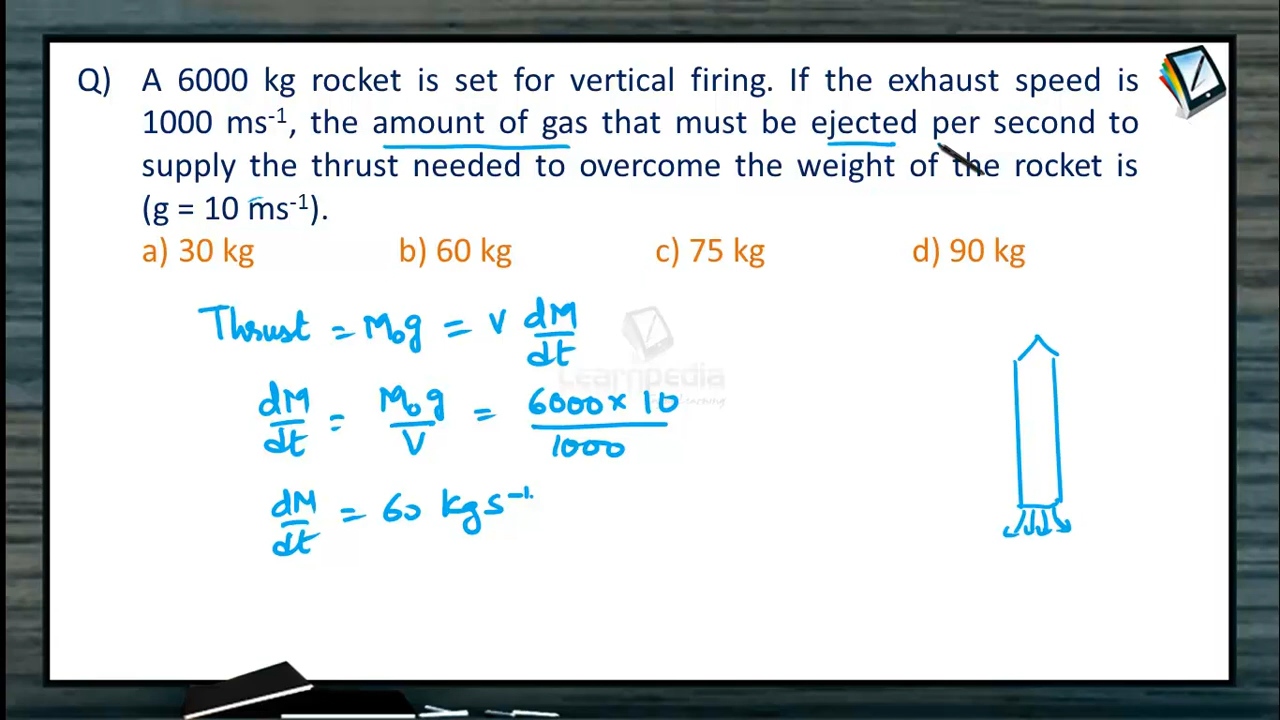 Q) A 6000 kg rocket is set for vertical firing. If the exhaust speed is
1000 ms⁻¹, the amount of gas that must be ejected per second to
supply the thrust needed to overcome the weight of the rocket is
(g = 10 ms⁻¹).
a) 30 kg b) 60 kg c) 75 kg d) 90 kg
Thrust = M₀g = v dM/dt
dM/dt = M₀g/v = 6000 × 10/1000
dM/dt = 60 kg s⁻¹
Learnpedia